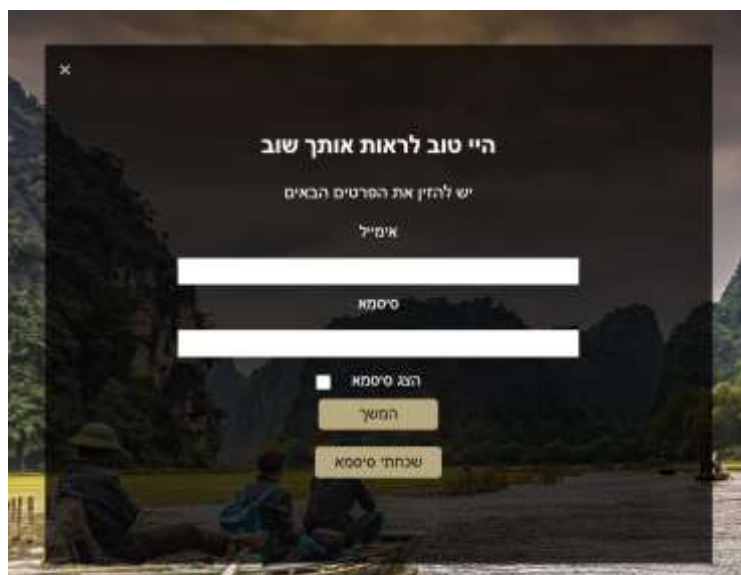 ×
היי טוב לראות אותך שוב
יש להזין את הפרטים הבאים
אימייל
סיסמא
הצג סיסמא
המשך
שכחתי סיסמא